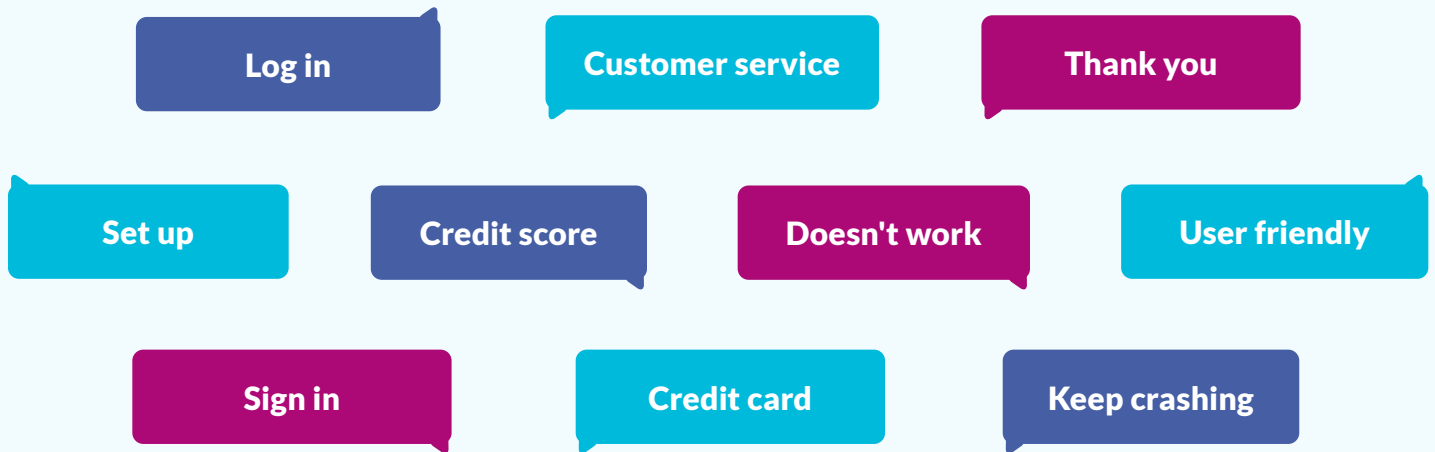 Log in
Customer service
Thank you
Set up
Credit score
Doesn't work
User friendly
Sign in
Credit card
Keep crashing